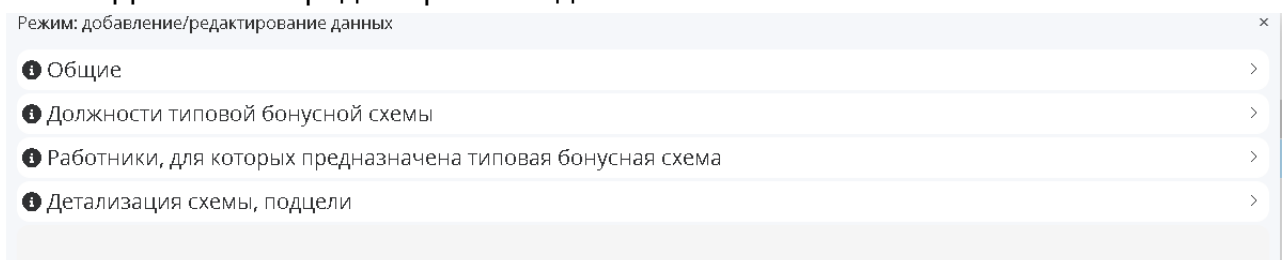 Режим: добавление/редактирование данных ×
Общие
Должности типовой бонусной схемы
Работники, для которых предназначена типовая бонусная схема
Детализация схемы, подцели